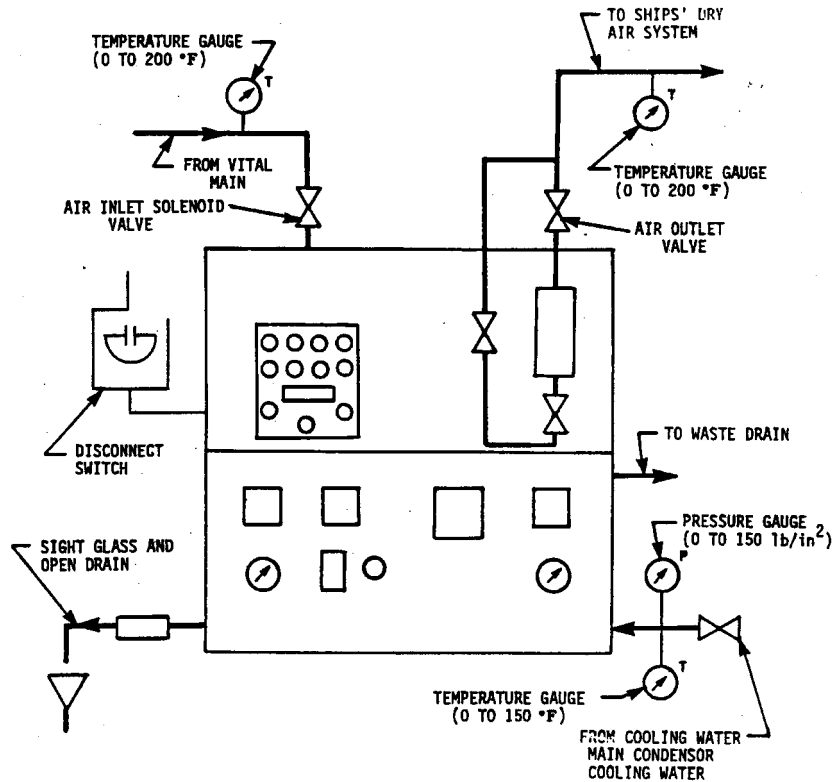 TO SHIPS' DRY
AIR SYSTEM
TEMPERATURE GAUGE
(0 TO 200 °F)
T
T
FROM VITAL
MAIN
TEMPERATURE GAUGE
(0 TO 200 °F)
AIR INLET SOLENOID
VALVE
AIR OUTLET
VALVE
DISCONNECT
SWITCH
TO WASTE DRAIN
PRESSURE GAUGE
(0 TO 150 lb/in²)
P
SIGHT GLASS AND
OPEN DRAIN
T
TEMPERATURE GAUGE
(0 TO 150 °F)
FROM COOLING WATER
MAIN CONDENSOR
COOLING WATER